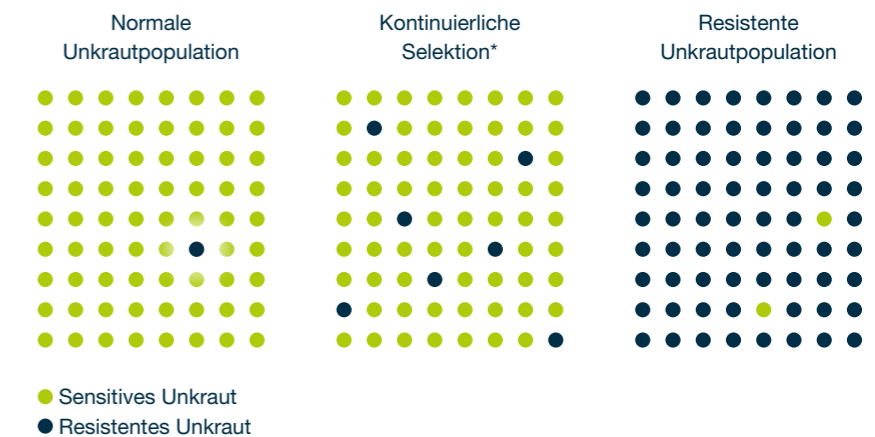 Normale
Unkrautpopulation
Kontinuierliche
Selektion*
Resistente
Unkrautpopulation
Sensitives Unkraut
Resistentes Unkraut